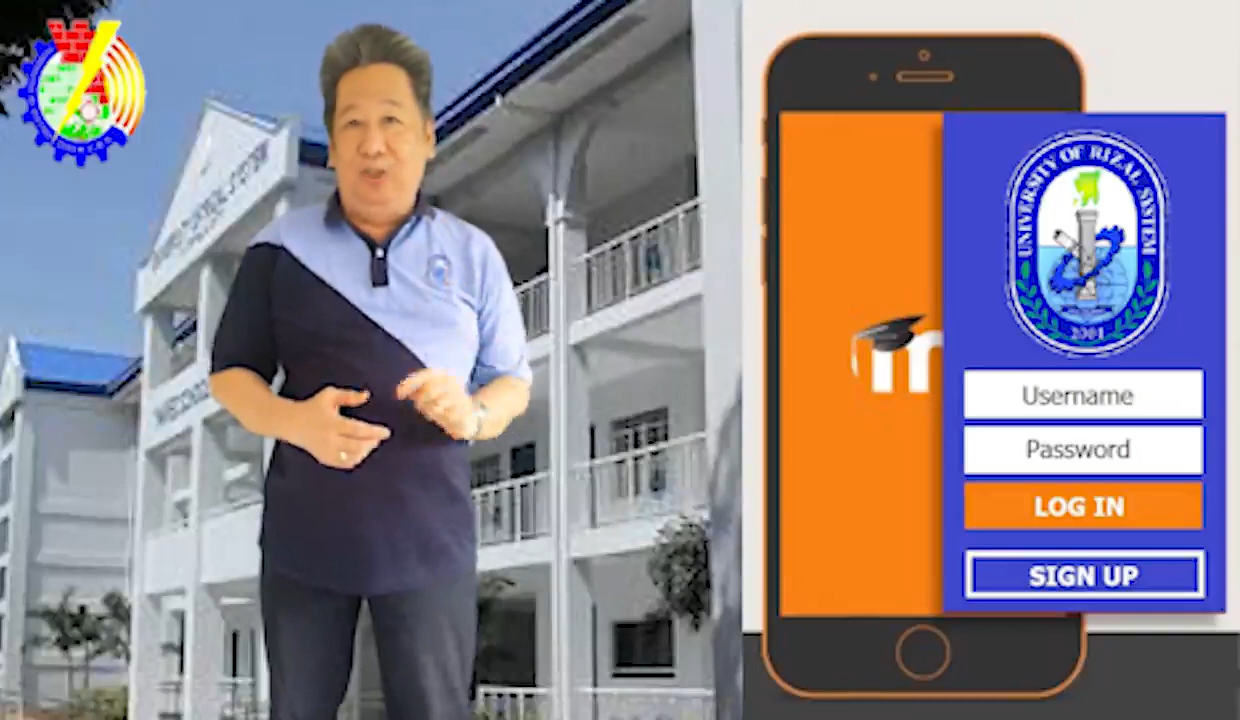 UNIVERSITY OF RIZAL SYSTEM
2001
m
Username
Password
LOG IN
SIGN UP